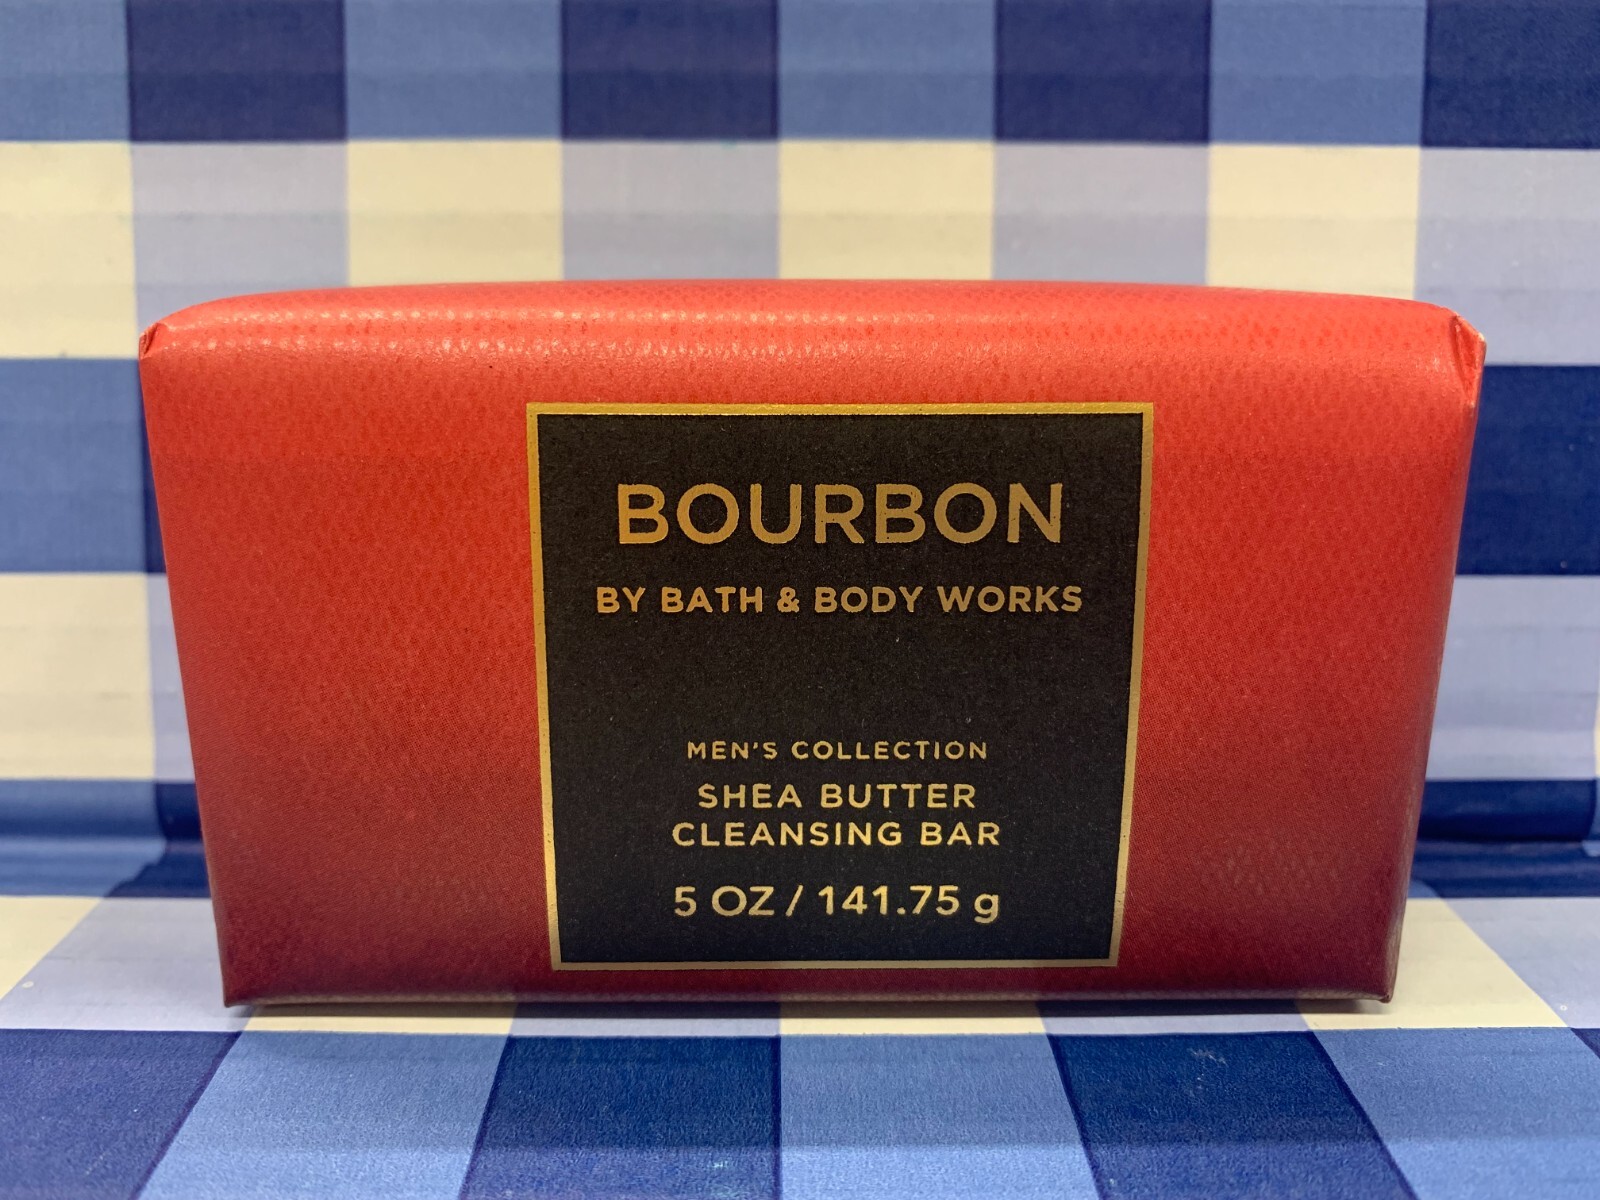 BOURBON
BY BATH & BODY WORKS
MEN'S COLLECTION
SHEA BUTTER
CLEANSING BAR
5 OZ / 141.75 g